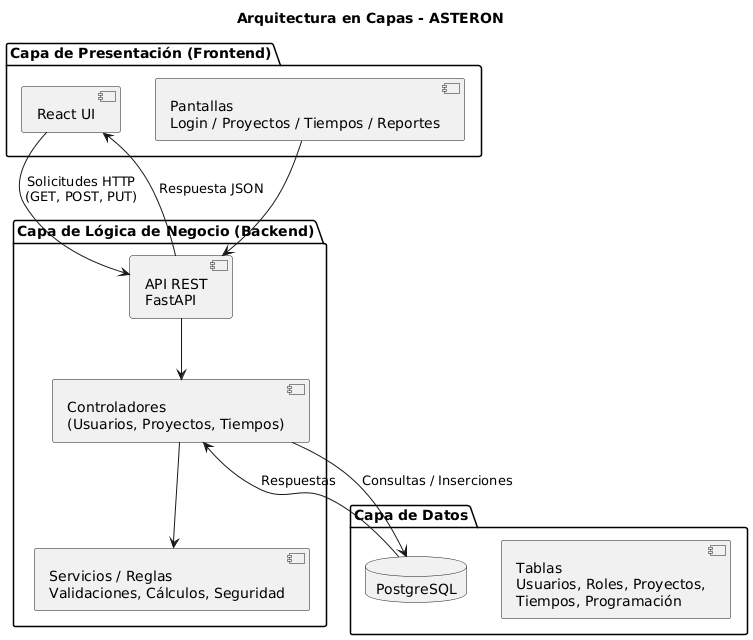 Arquitectura en Capas - ASTERON
Capa de Presentación (Frontend)
React UI
Pantallas
Login / Proyectos / Tiempos / Reportes
Solicitudes HTTP
(GET, POST, PUT)
Respuesta JSON
Capa de Lógica de Negocio (Backend)
API REST
FastAPI
Controladores
(Usuarios, Proyectos, Tiempos)
Respuestas
Consultas / Inserciones
Capa de Datos
Servicios / Reglas
Validaciones, Cálculos, Seguridad
PostgreSQL
Tablas
Usuarios, Roles, Proyectos,
Tiempos, Programación